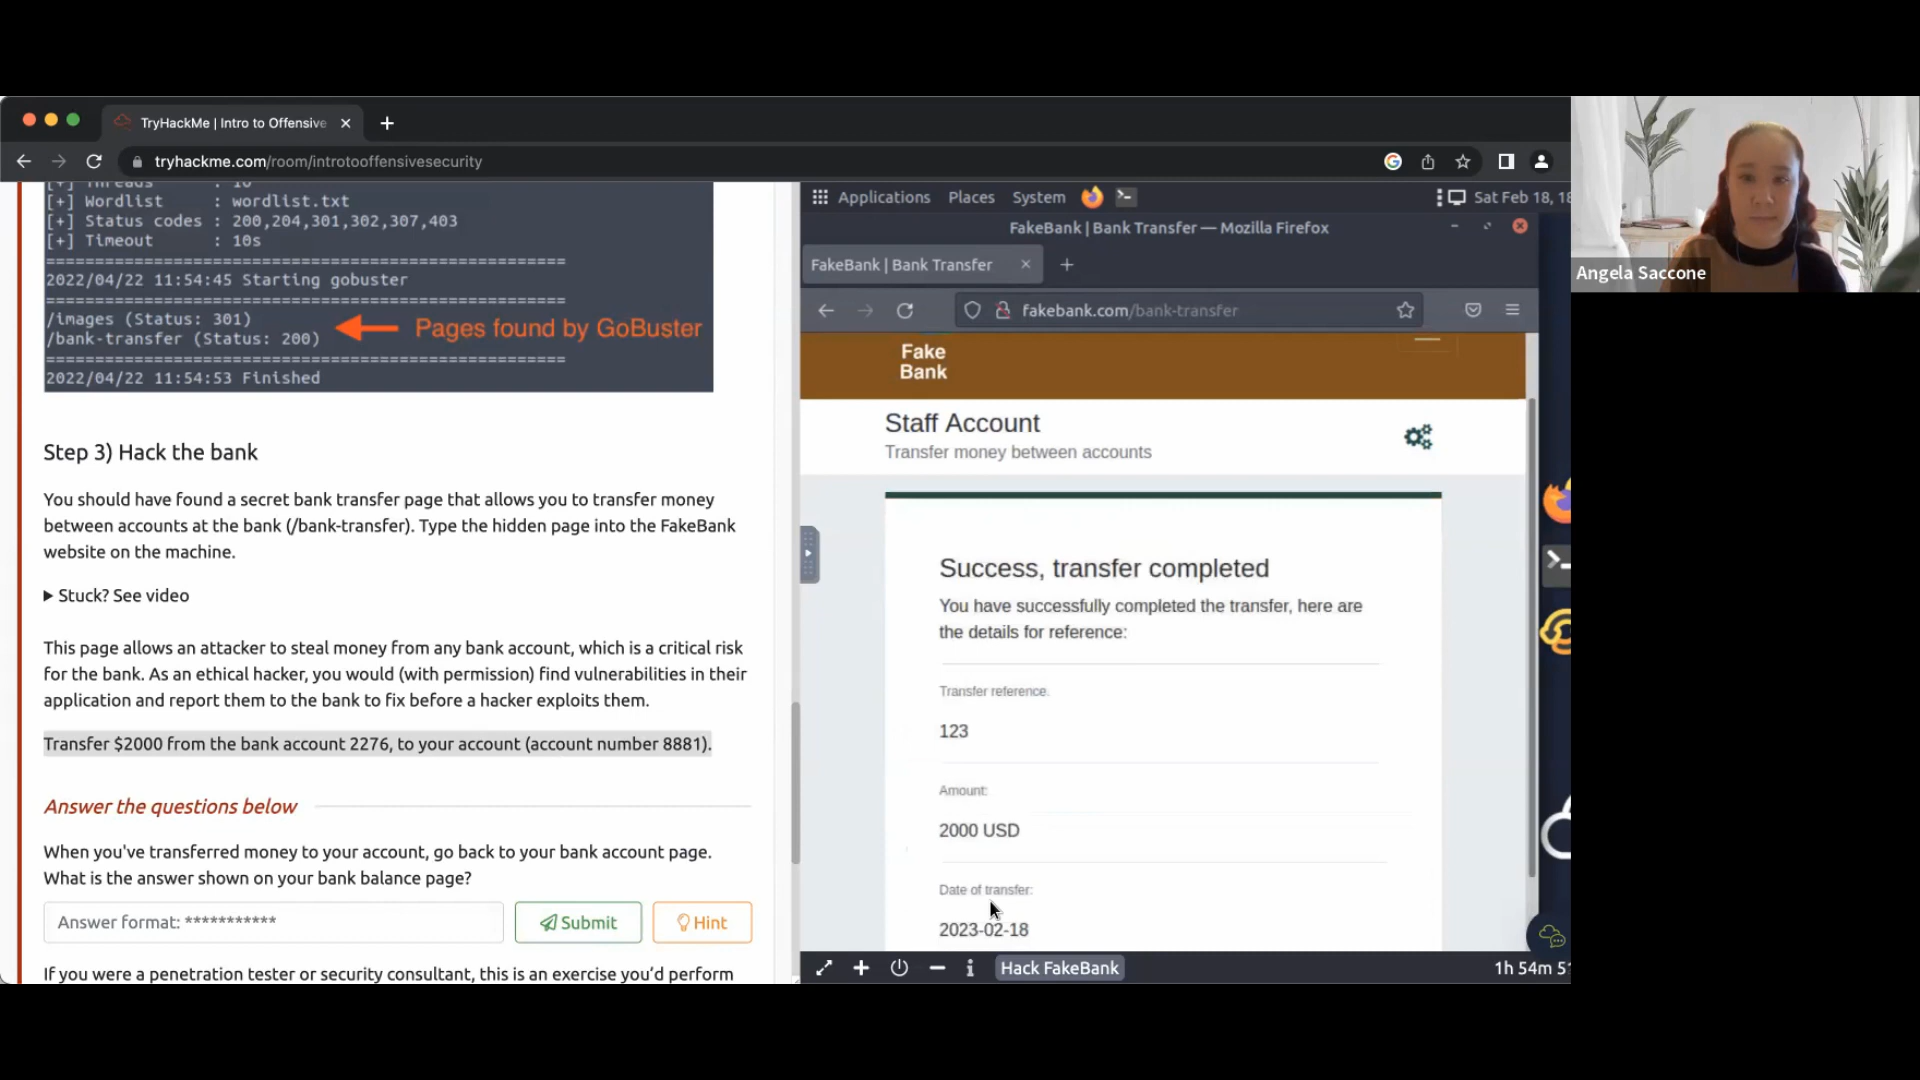 TryHackMe | Intro to Offensive
tryhackme.com/room/introtooffensivesecurity
[+] Threads : 10
[+] Wordlist : wordlist.txt
[+] Status codes : 200,204,301,302,307,403
[+] Timeout : 10s
=====================================================
2022/04/22 11:54:45 Starting gobuster
=====================================================
/images (Status: 301)
/bank-transfer (Status: 200)
Pages found by GoBuster
=====================================================
2022/04/22 11:54:53 Finished
Step 3) Hack the bank
You should have found a secret bank transfer page that allows you to transfer money
between accounts at the bank (/bank-transfer). Type the hidden page into the FakeBank
website on the machine.
Stuck? See video
This page allows an attacker to steal money from any bank account, which is a critical risk
for the bank. As an ethical hacker, you would (with permission) find vulnerabilities in their
application and report them to the bank to fix before a hacker exploits them.
Transfer $2000 from the bank account 2276, to your account (account number 8881).
Answer the questions below
When you've transferred money to your account, go back to your bank account page.
What is the answer shown on your bank balance page?
Answer format: ***********
Submit
Hint
If you were a penetration tester or security consultant, this is an exercise you'd perform
Applications Places System
Sat Feb 18, 18
FakeBank | Bank Transfer — Mozilla Firefox
FakeBank | Bank Transfer
fakebank.com/bank-transfer
Fake
Bank
Staff Account
Transfer money between accounts
Success, transfer completed
You have successfully completed the transfer, here are
the details for reference:
Transfer reference.
123
Amount:
2000 USD
Date of transfer:
2023-02-18
Hack FakeBank
1h 54m 5
Angela Saccone